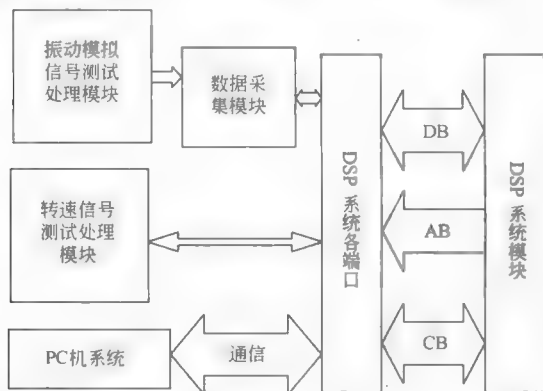 振动模拟
信号测试
处理模块
数据采
集模块
DSP 系统各端口
DB
DSP 系统模块
转速信号
测试处理
模块
AB
PC机系统
通信
CB